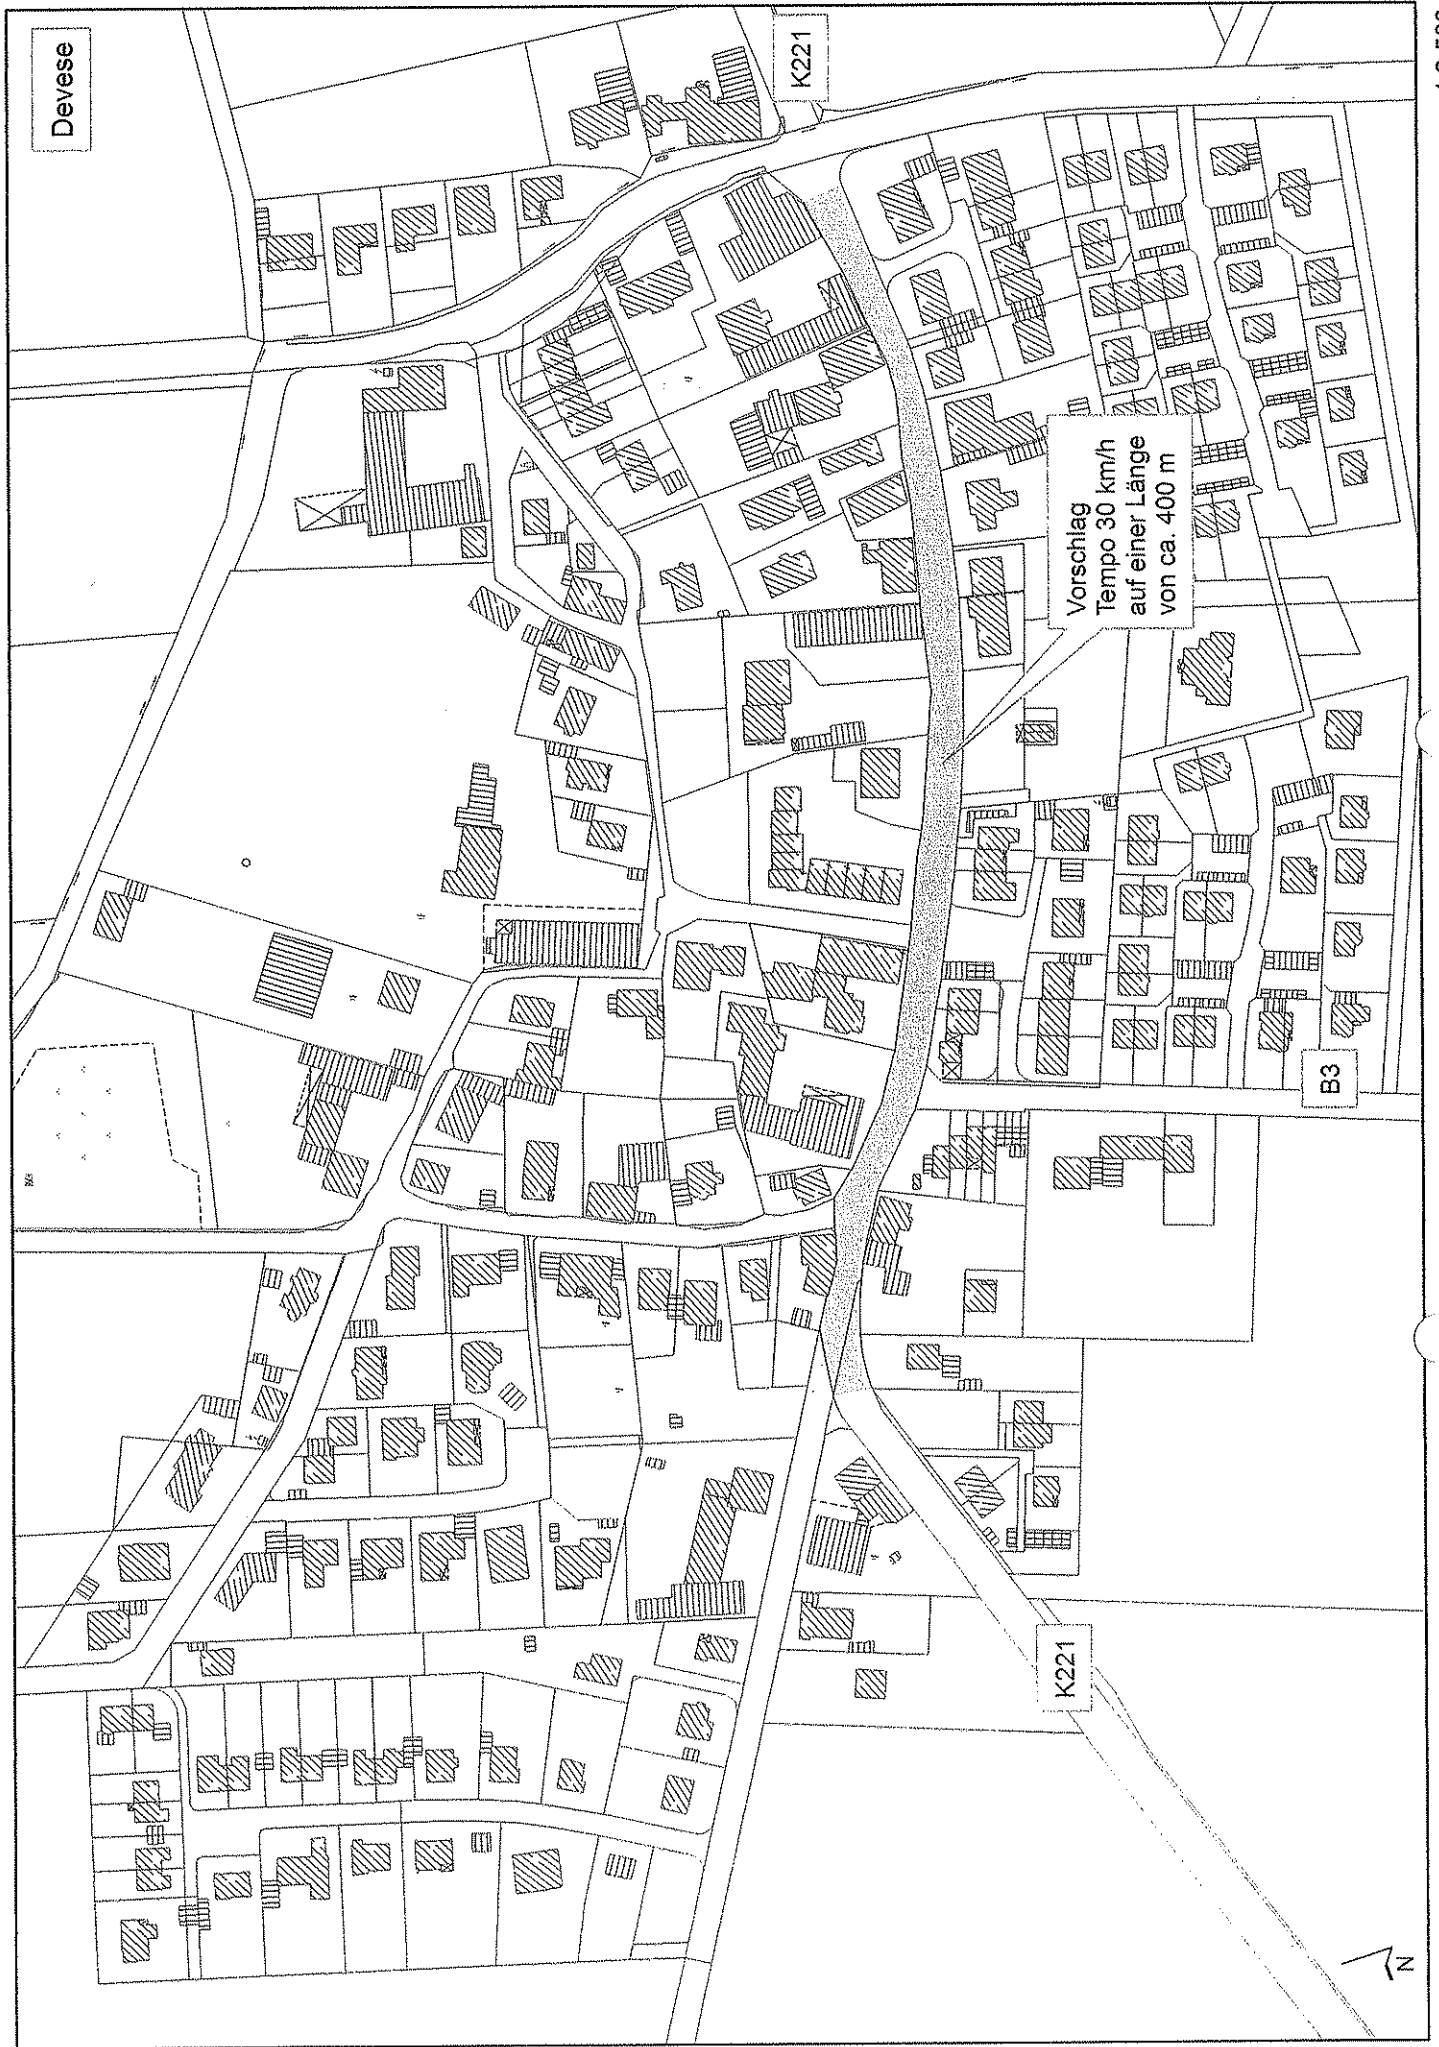 Devese
K221
Vorschlag
Tempo 30 km/h
auf einer Länge
von ca. 400 m
B3
K221
N